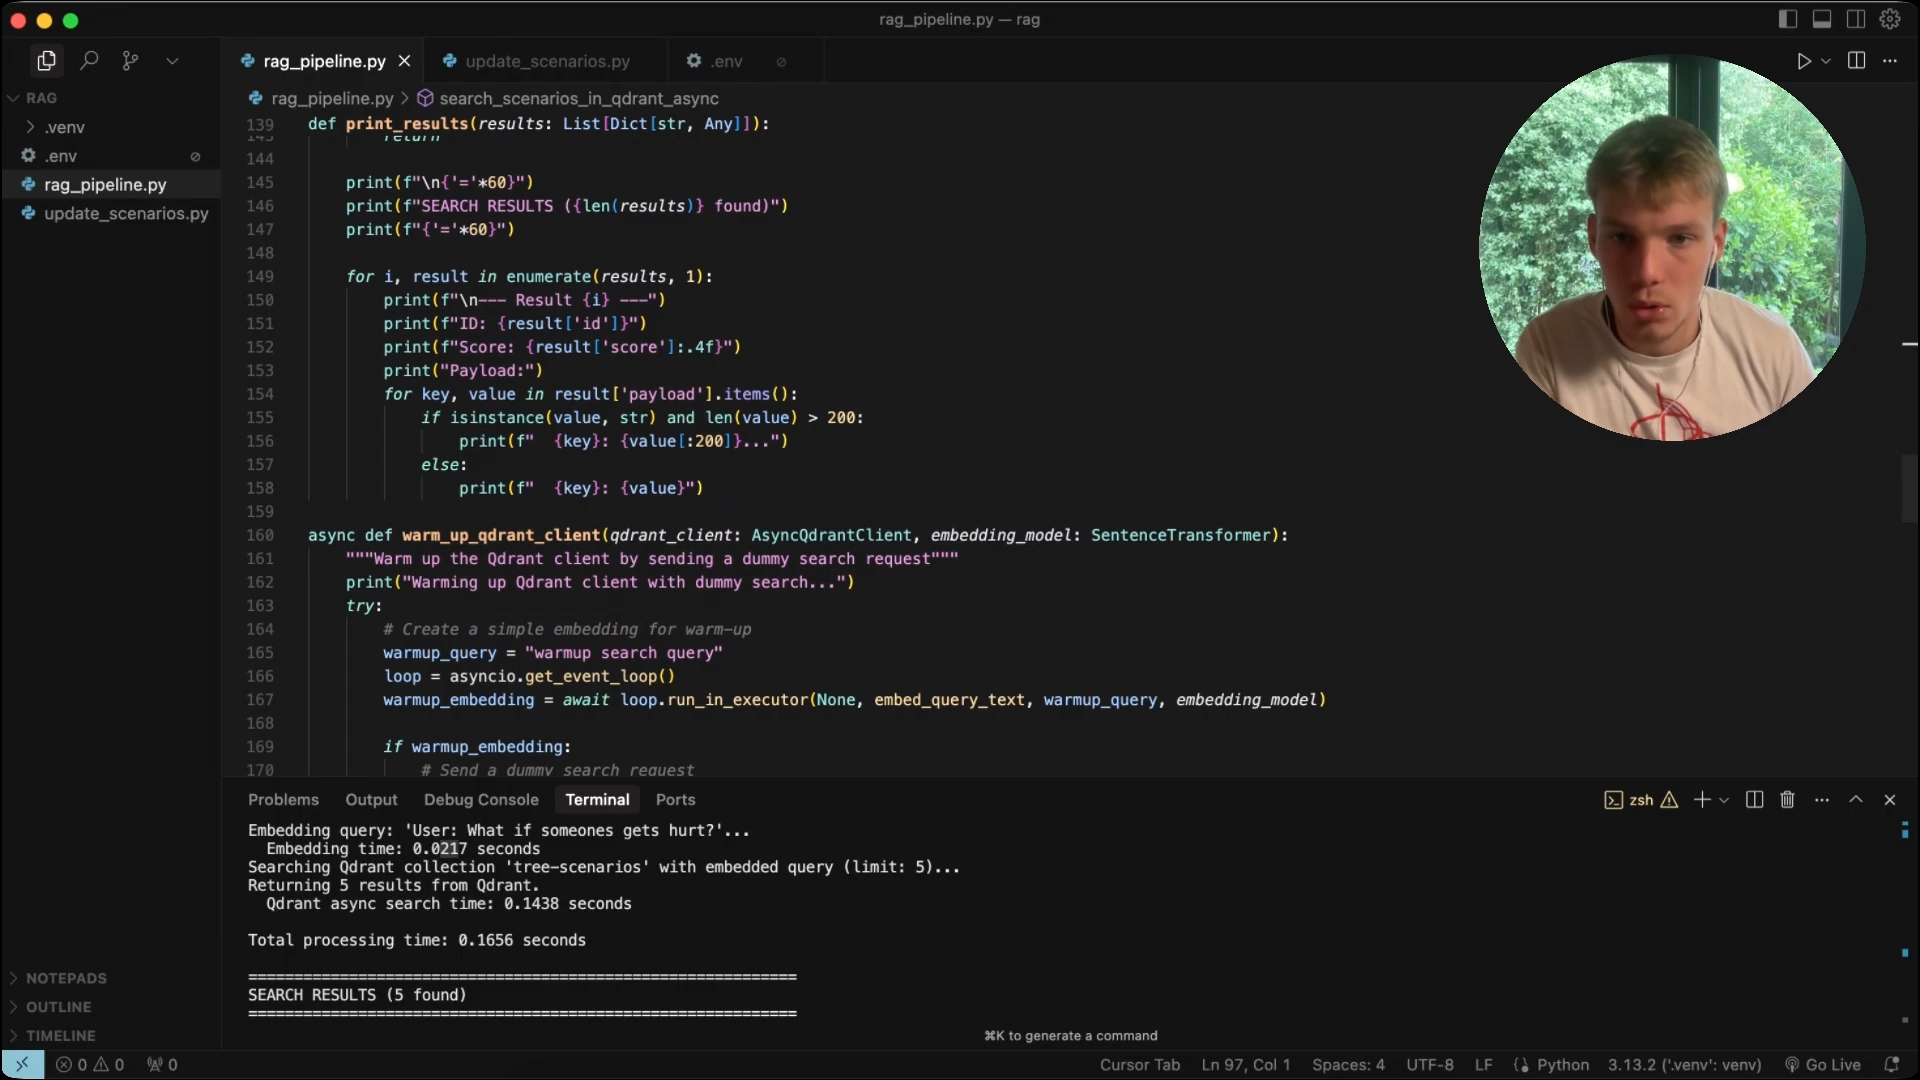 rag_pipeline.py — rag
rag_pipeline.py
update_scenarios.py
.env
RAG
rag_pipeline.py > search_scenarios_in_qdrant_async
.venv
.env
rag_pipeline.py
update_scenarios.py
139 def print_results(results: List[Dict[str, Any]]):
143 return
144
145 print(f"\n{'='*60}")
146 print(f"SEARCH RESULTS ({len(results)} found)")
147 print(f"{'='*60}")
148
149 for i, result in enumerate(results, 1):
150 print(f"\n--- Result {i} ---")
151 print(f"ID: {result['id']}")
152 print(f"Score: {result['score']:.4f}")
153 print("Payload:")
154 for key, value in result['payload'].items():
155 if isinstance(value, str) and len(value) > 200:
156 print(f"  {key}: {value[:200]}...")
157 else:
158 print(f"  {key}: {value}")
159
160 async def warm_up_qdrant_client(qdrant_client: AsyncQdrantClient, embedding_model: SentenceTransformer):
161 """Warm up the Qdrant client by sending a dummy search request"""
162 print("Warming up Qdrant client with dummy search...")
163 try:
164 # Create a simple embedding for warm-up
165 warmup_query = "warmup search query"
166 loop = asyncio.get_event_loop()
167 warmup_embedding = await loop.run_in_executor(None, embed_query_text, warmup_query, embedding_model)
168
169 if warmup_embedding:
170 # Send a dummy search request
Problems Output Debug Console Terminal Ports
zsh
Embedding query: 'User: What if someones gets hurt?'...
Embedding time: 0.0217 seconds
Searching Qdrant collection 'tree-scenarios' with embedded query (limit: 5)...
Returning 5 results from Qdrant.
Qdrant async search time: 0.1438 seconds
Total processing time: 0.1656 seconds
============================================================
SEARCH RESULTS (5 found)
============================================================
⌘K to generate a command
NOTEPADS
OUTLINE
TIMELINE
0 0 0
Cursor Tab Ln 97, Col 1 Spaces: 4 UTF-8 LF Python 3.13.2 ('.venv': venv) Go Live